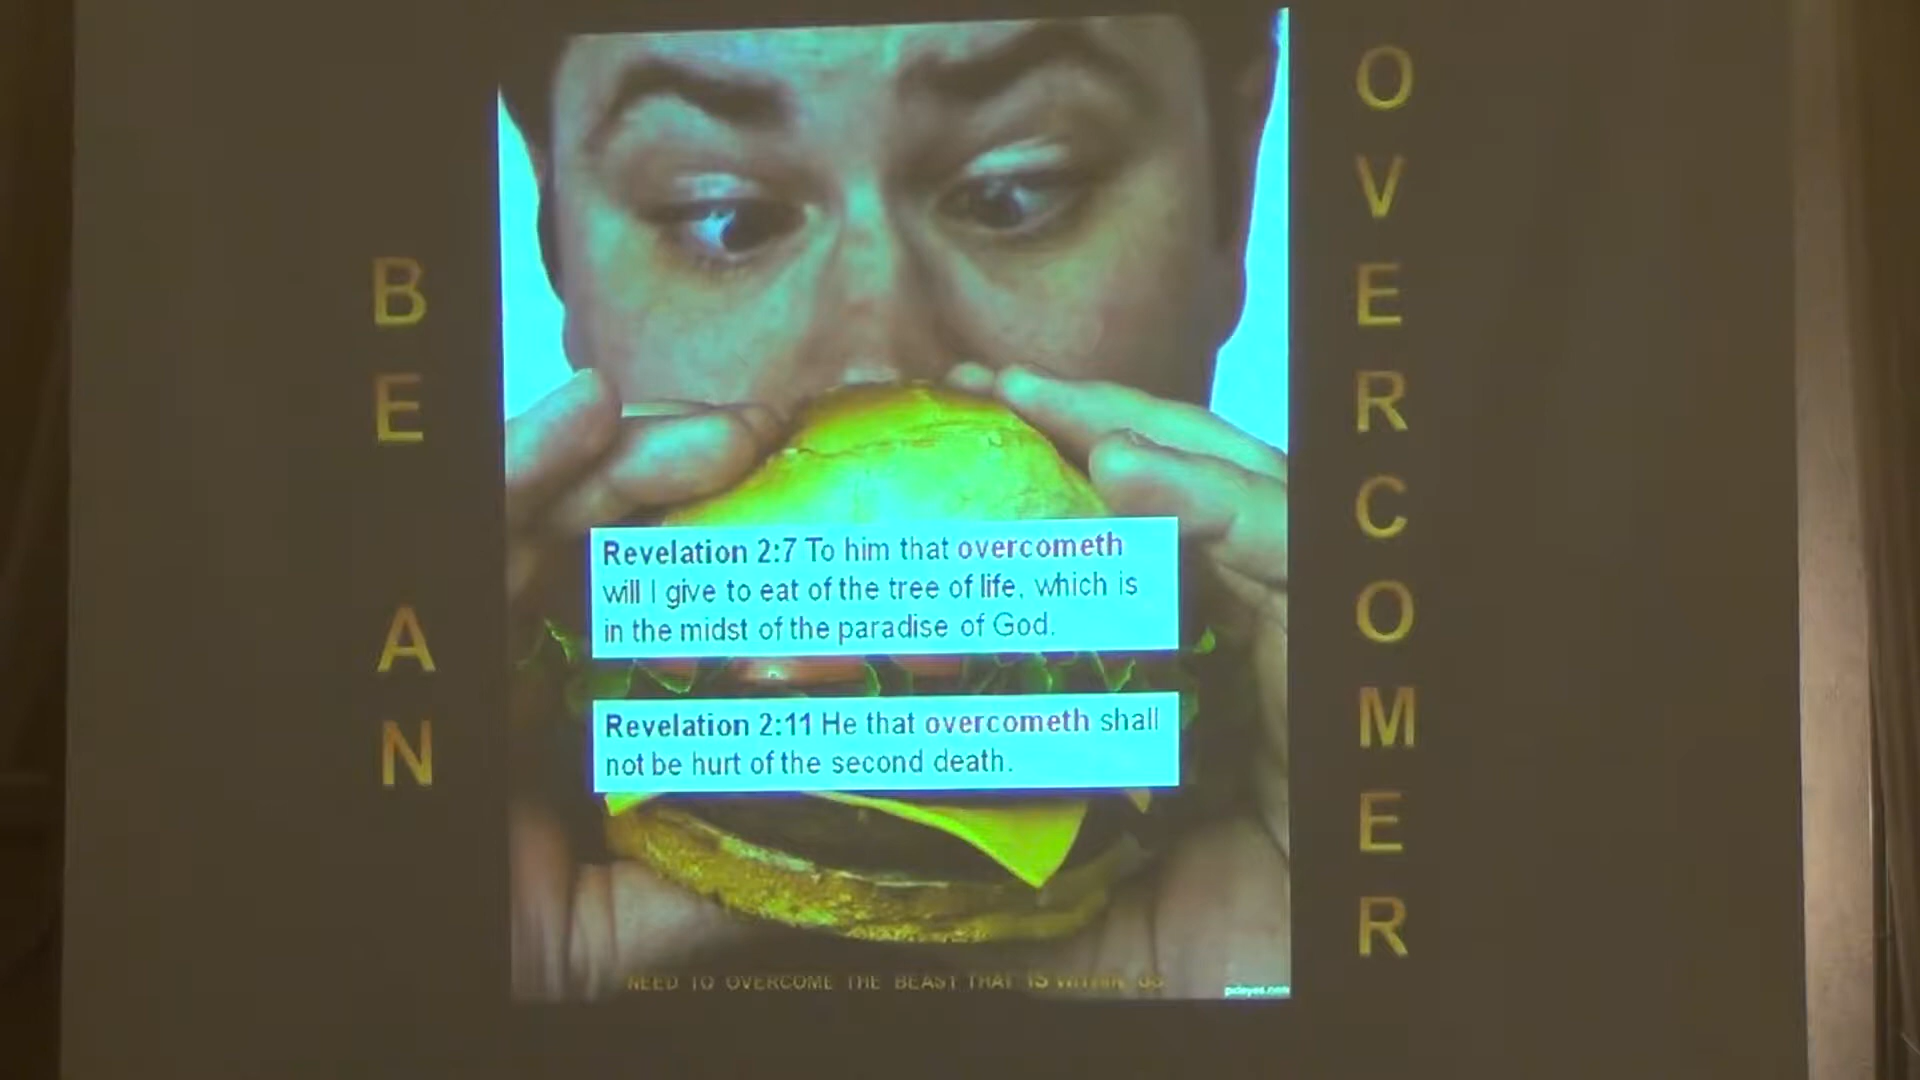 BE AN
OVERCOMER
Revelation 2:7 To him that overcometh
will I give to eat of the tree of life, which is
in the midst of the paradise of God.
Revelation 2:11 He that overcometh shall
not be hurt of the second death.
NEED TO OVERCOME THE BEAST THAT IS WITHIN US